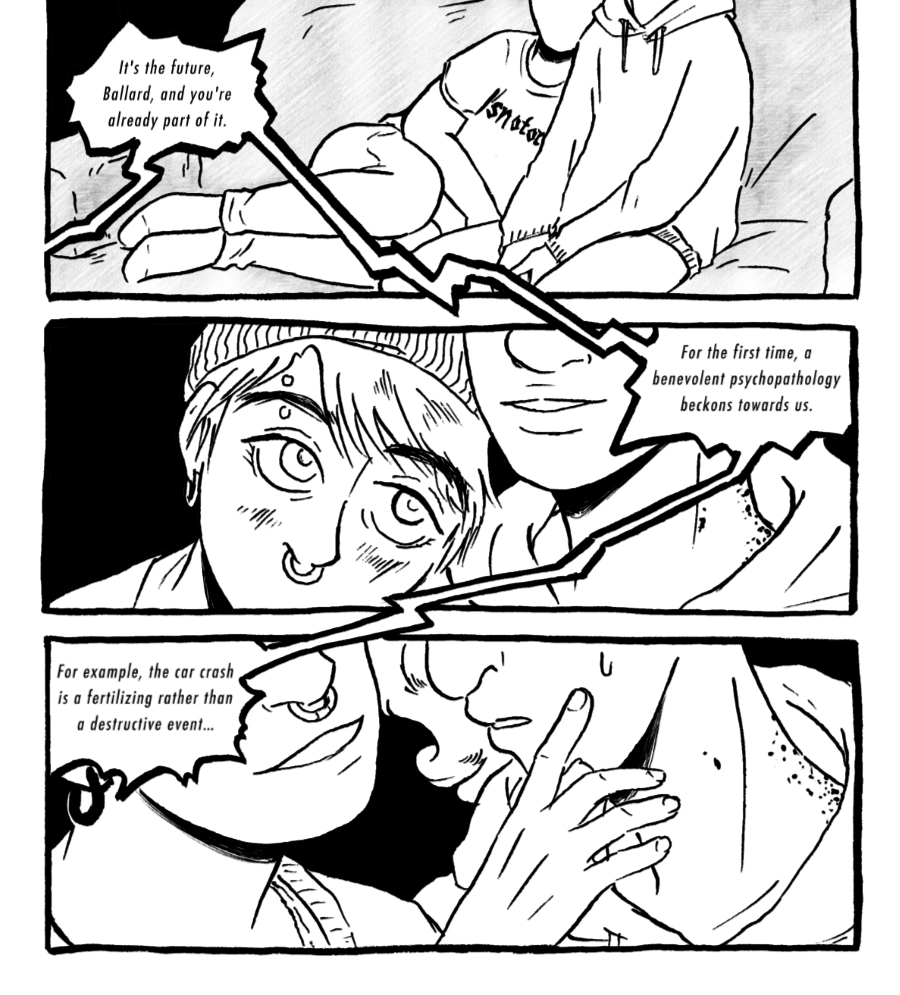 It's the future,
Ballard, and you're
already part of it.
For the first time, a
benevolent psychopathology
beckons towards us.
For example, the car crash
is a fertilizing rather than
a destructive event...